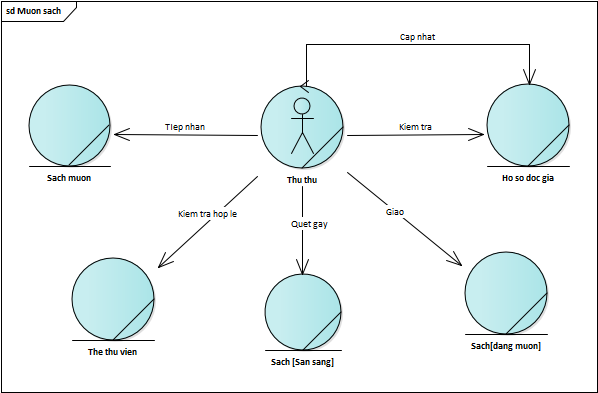 sd Muon sach
Cap nhat
TIep nhan
Kiem tra
Sach muon
Thu thu
Ho so doc gia
Kiem tra hop le
Quet gay
Giao
The thu vien
Sach [San sang]
Sach[dang muon]